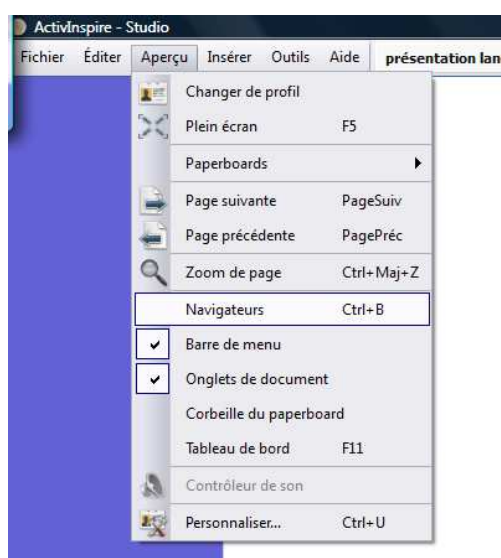 ActivInspire - Studio
Fichier Éditer Aperçu Insérer Outils Aide présentation lan
Changer de profil
Plein écran F5
Paperboards
Page suivante PageSuiv
Page précédente PagePréc
Zoom de page Ctrl+Maj+Z
Navigateurs Ctrl+B
Barre de menu
Onglets de document
Corbeille du paperboard
Tableau de bord F11
Contrôleur de son
Personnaliser... Ctrl+U